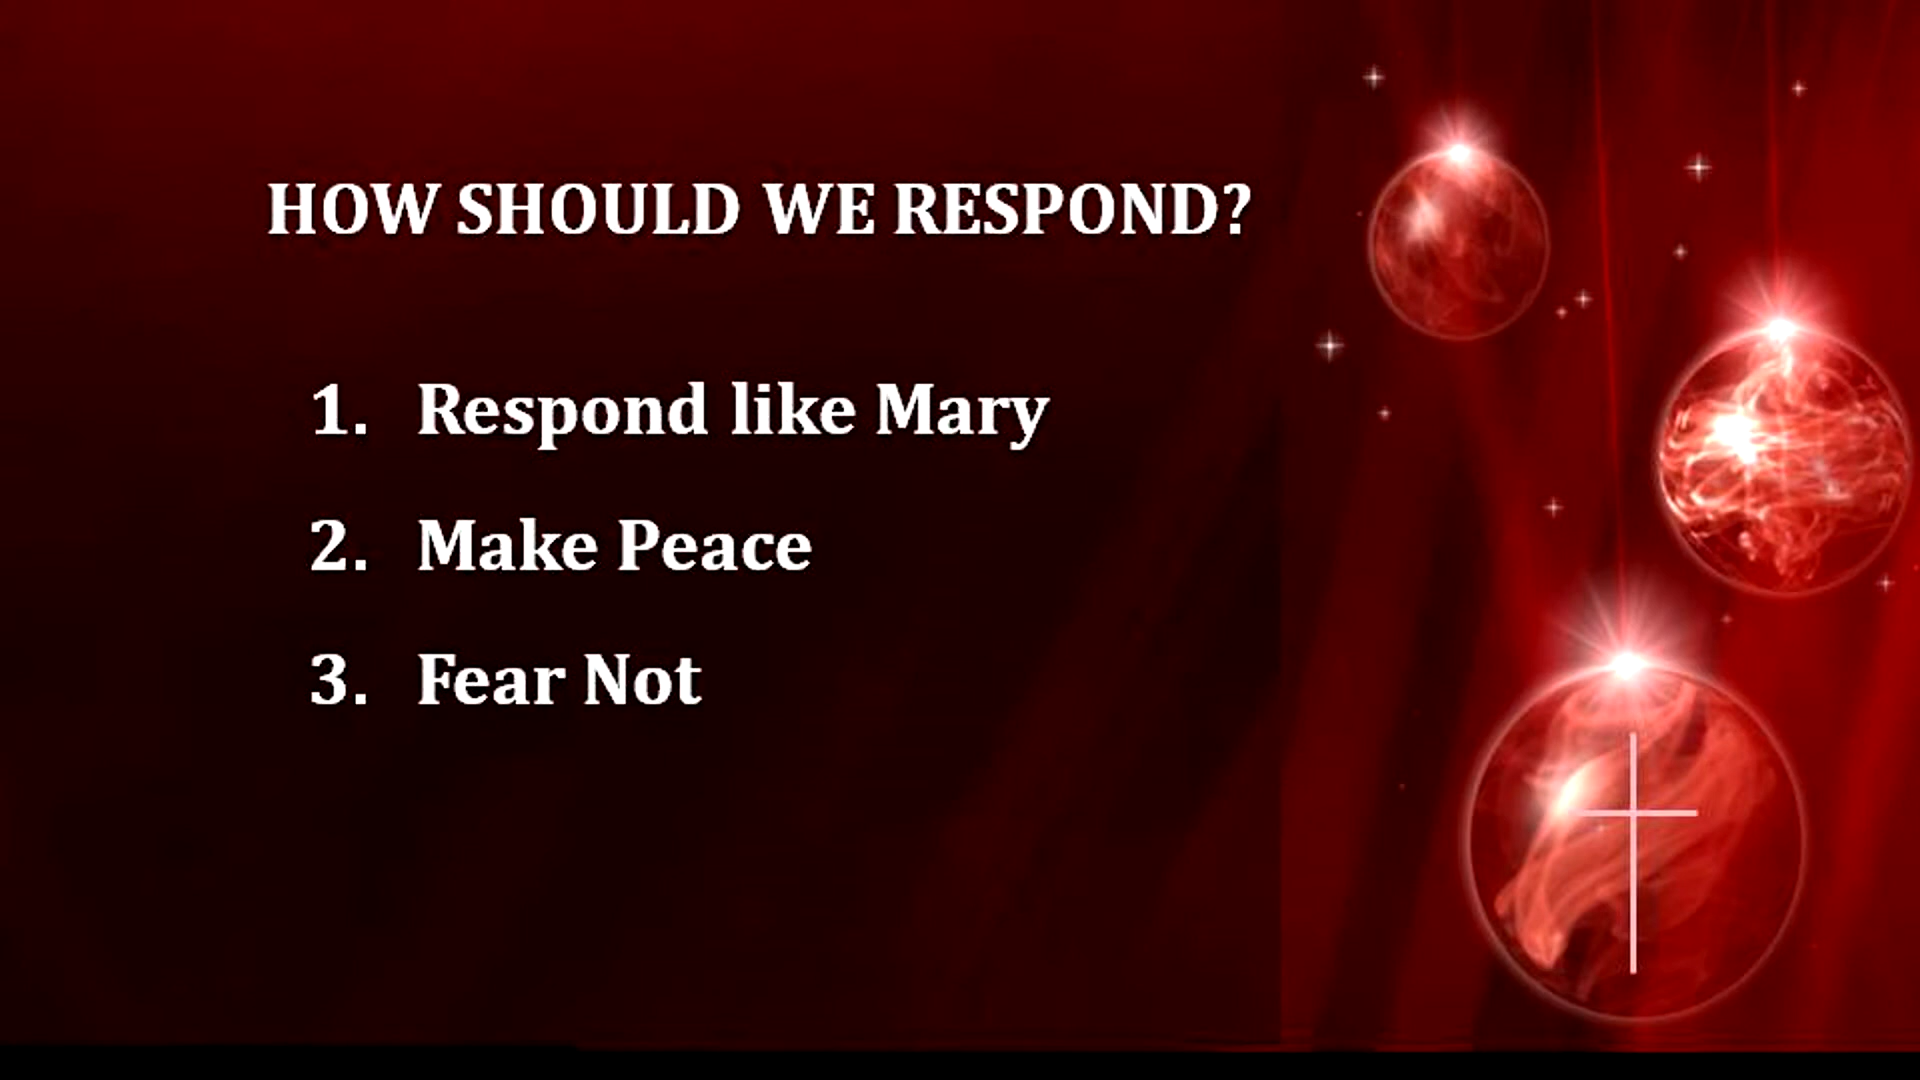 HOW SHOULD WE RESPOND?
1. Respond like Mary
2. Make Peace
3. Fear Not